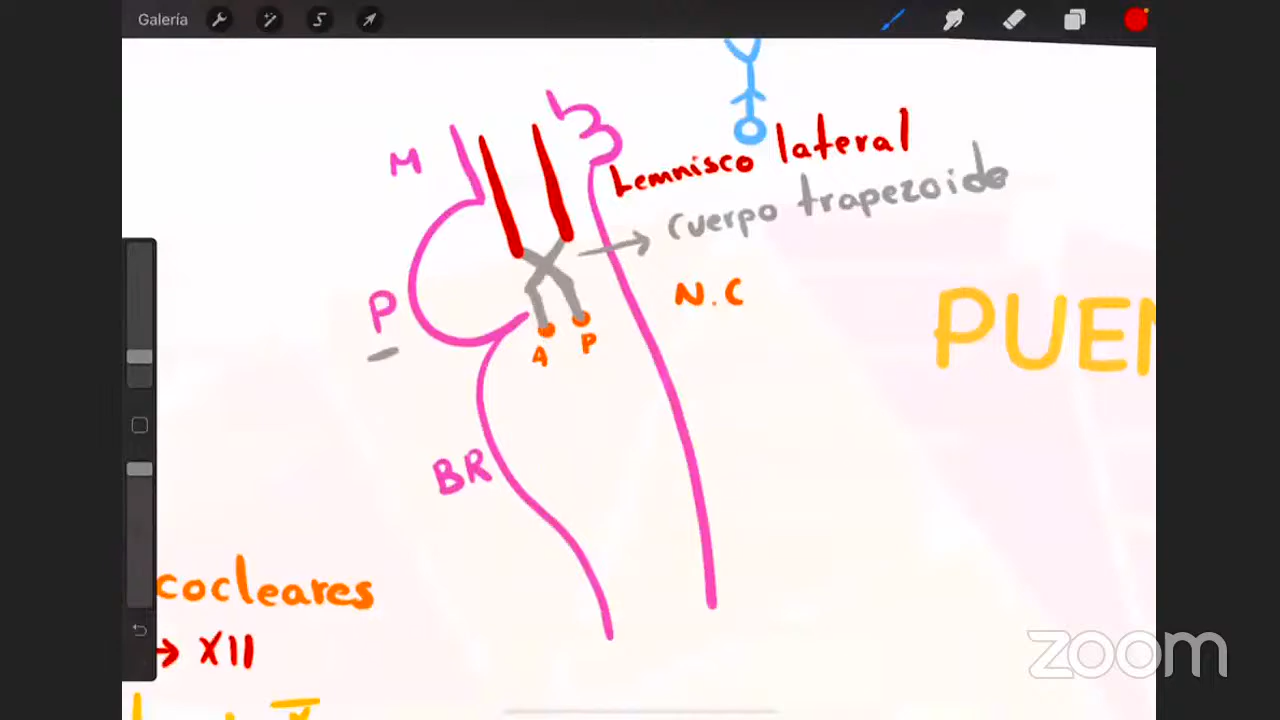 Galería
M
Lemnisco lateral
cuerpo trapezoide
P
N.C
PUEN
A P
BR
cocleares
→ XII
zoom